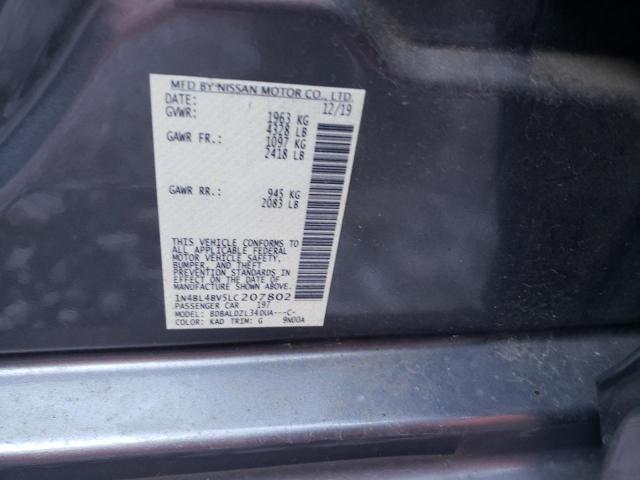 MFD BY NISSAN MOTOR CO., LTD.
DATE: 12/19
GVWR: 1963 KG
4328 LB
GAWR FR.: 1097 KG
2418 LB
GAWR RR.: 945 KG
2083 LB
THIS VEHICLE CONFORMS TO
ALL APPLICABLE FEDERAL
MOTOR VEHICLE SAFETY,
BUMPER, AND THEFT
PREVENTION STANDARDS IN
EFFECT ON THE DATE OF
MANUFACTURE SHOWN ABOVE.
1N4BL4BV5LC207802
PASSENGER CAR 197
MODEL: BDBALDZL34DUA---C-
COLOR: KAD TRIM: G 9N00A